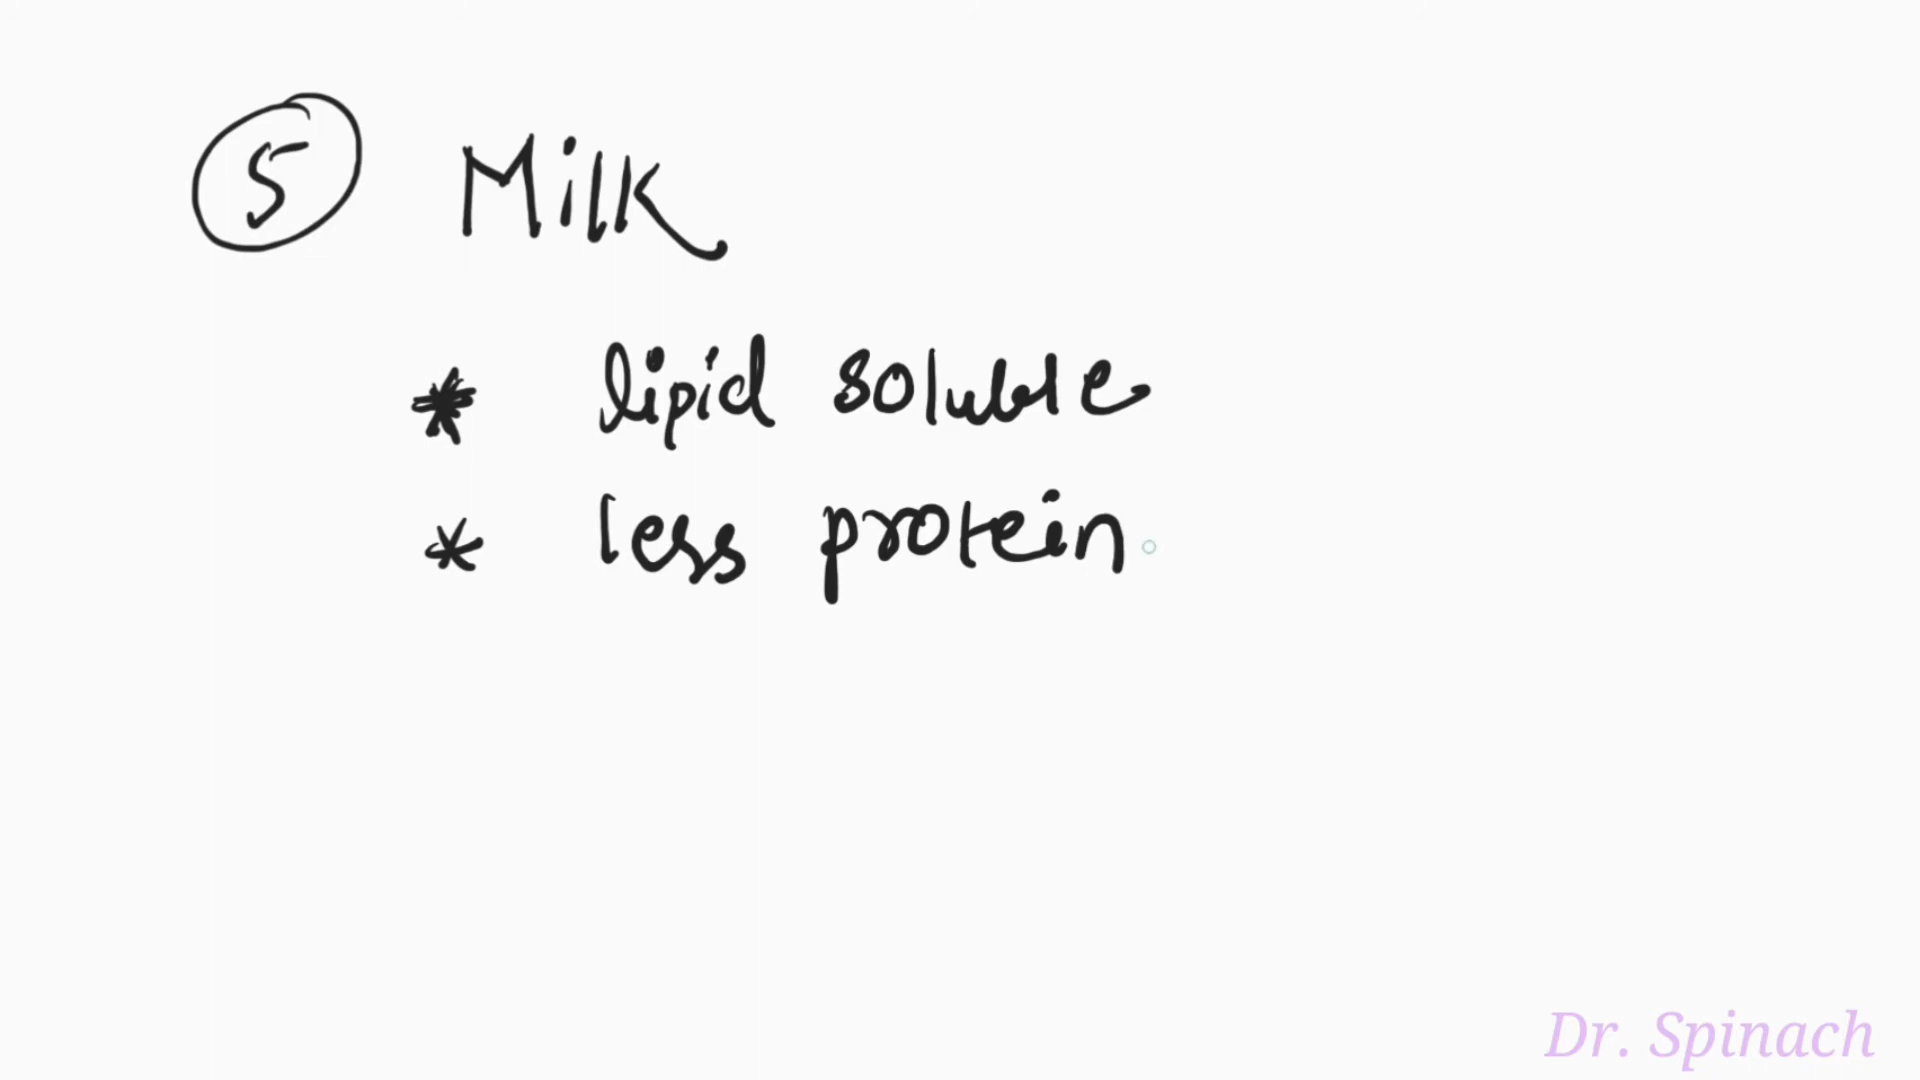 5 Milk
* lipid soluble
* less protein
Dr. Spinach